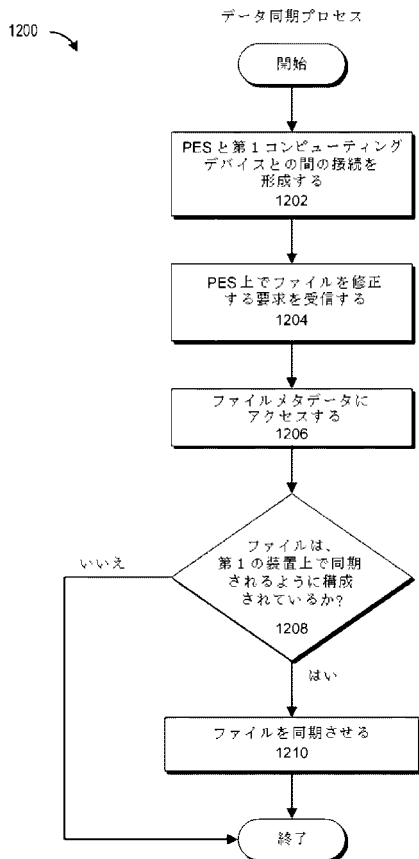 データ同期プロセス
1200
開始
PESと第1コンピューティング
デバイスとの間の接続を
形成する
1202
PES上でファイルを修正
する要求を受信する
1204
ファイルメタデータに
アクセスする
1206
ファイルは、
第1の装置上で同期
されるように構成
されているか?
1208
いいえ
はい
ファイルを同期させる
1210
終了